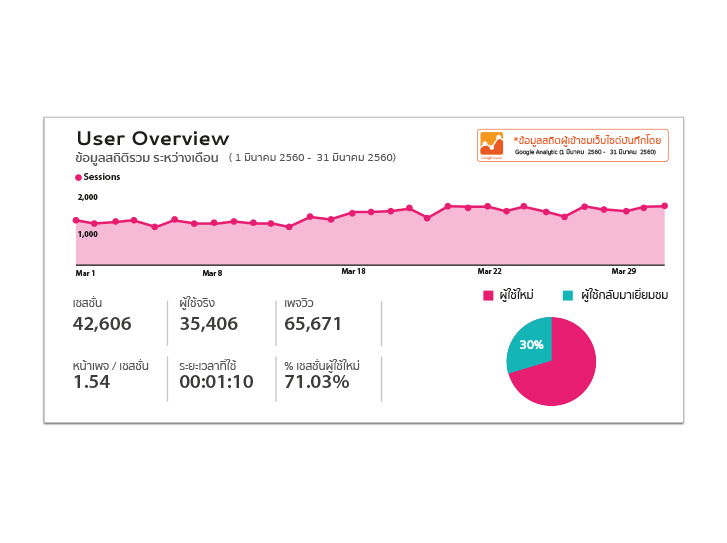 User Overview
ข้อมูลสถิติรวม ระหว่างเดือน ( 1 มีนาคม 2560 - 31 มีนาคม 2560)
*ข้อมูลสถิตผู้เข้าชมเว็บไซต์บันทึกโดย
Google Analytic (1 มีนาคม 2560 - 31 มีนาคม 2560)
Sessions
2,000
1,000
Mar 1 Mar 8 Mar 18 Mar 22 Mar 29
เซสชั่น ผู้ใช้จริง เพจวิว
42,606 35,406 65,671
หน้าเพจ / เซสชั่น ระยะเวลาที่ใช้ % เซสชั่นผู้ใช้ใหม่
1.54 00:01:10 71.03%
ผู้ใช้ใหม่ ผู้ใช้กลับมาเยี่ยมชม
30%